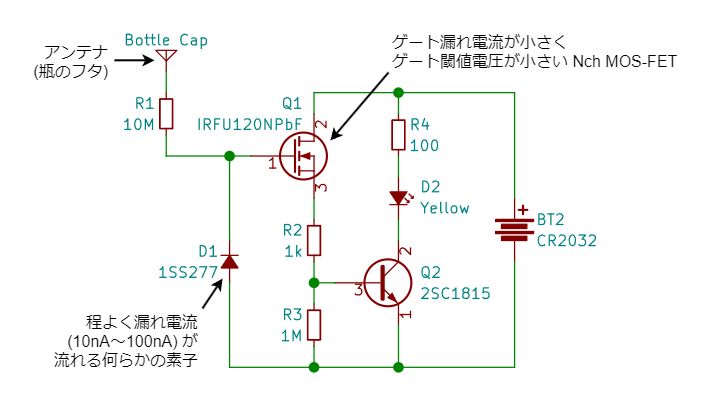 Bottle Cap
アンテナ
(瓶のフタ)
ゲート漏れ電流が小さく
ゲート閾値電圧が小さい Nch MOS-FET
R1
10M
Q1
IRFU120NPbF
2
1
3
R4
100
D2
Yellow
BT2
CR2032
R2
1k
D1
1SS277
2
Q2
2SC1815
3
1
R3
1M
程よく漏れ電流
(10nA～100nA) が
流れる何らかの素子